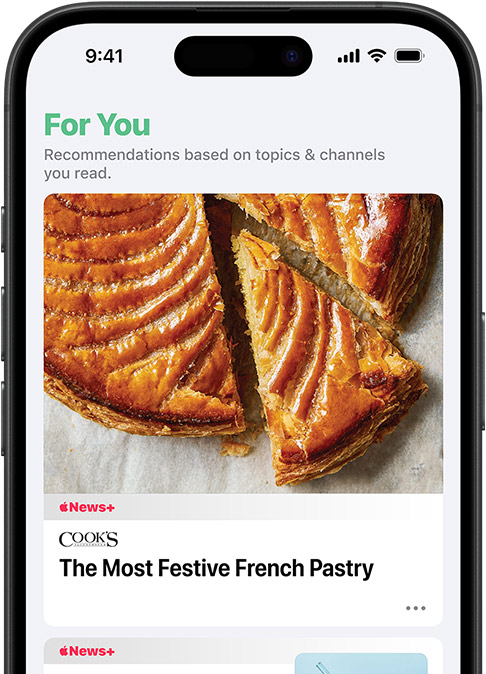 9:41
For You
Recommendations based on topics & channels
you read.
News+
COOK'S
The Most Festive French Pastry
News+